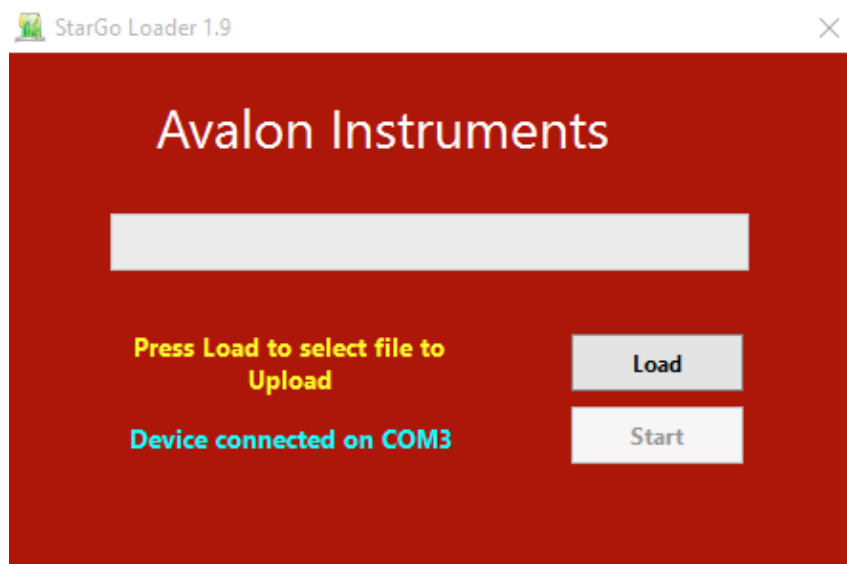 StarGo Loader 1.9
Avalon Instruments
Press Load to select file to
Upload
Load
Device connected on COM3
Start